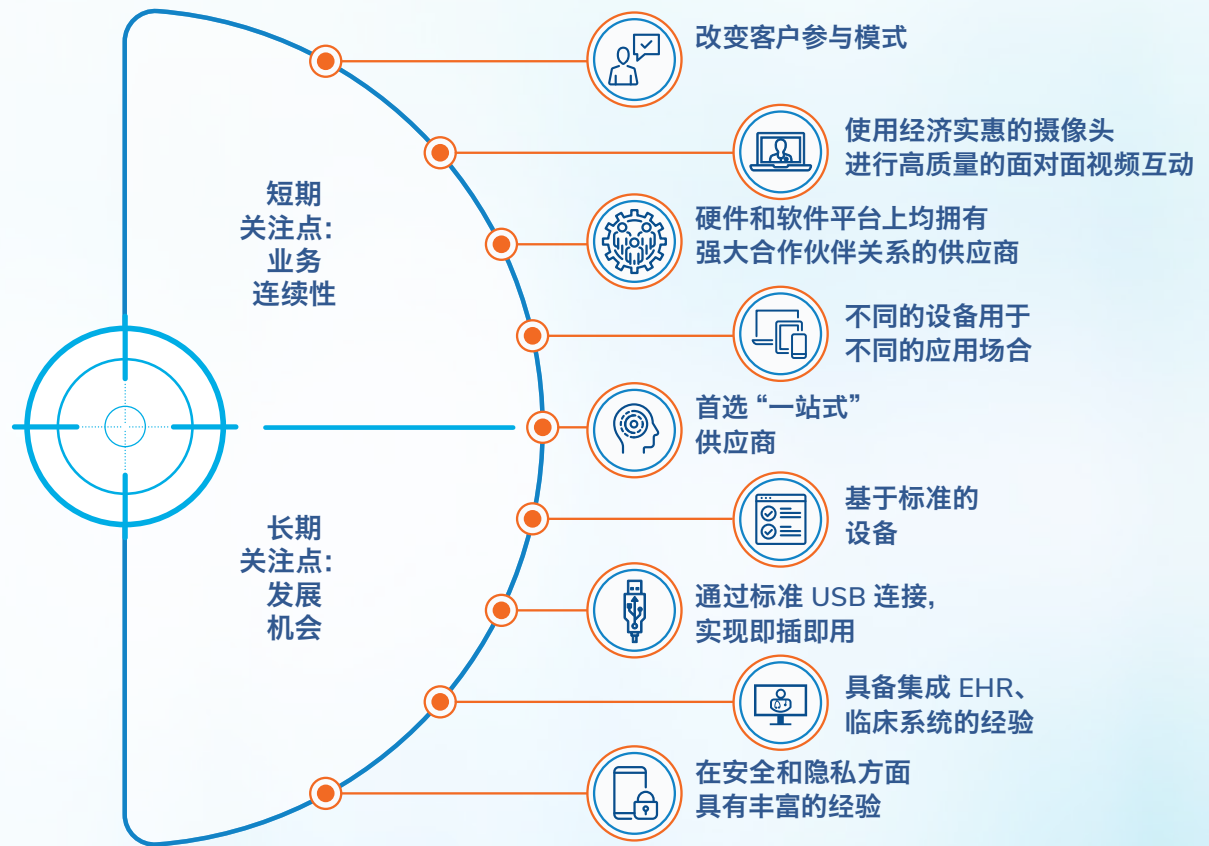 短期
关注点:
业务
连续性
长期
关注点:
发展
机会
改变客户参与模式
使用经济实惠的摄像头
进行高质量的面对面视频互动
硬件和软件平台上均拥有
强大合作伙伴关系的供应商
不同的设备用于
不同的应用场合
首选 “一站式”
供应商
基于标准的
设备
通过标准 USB 连接,
实现即插即用
具备集成 EHR、
临床系统的经验
在安全和隐私方面
具有丰富的经验